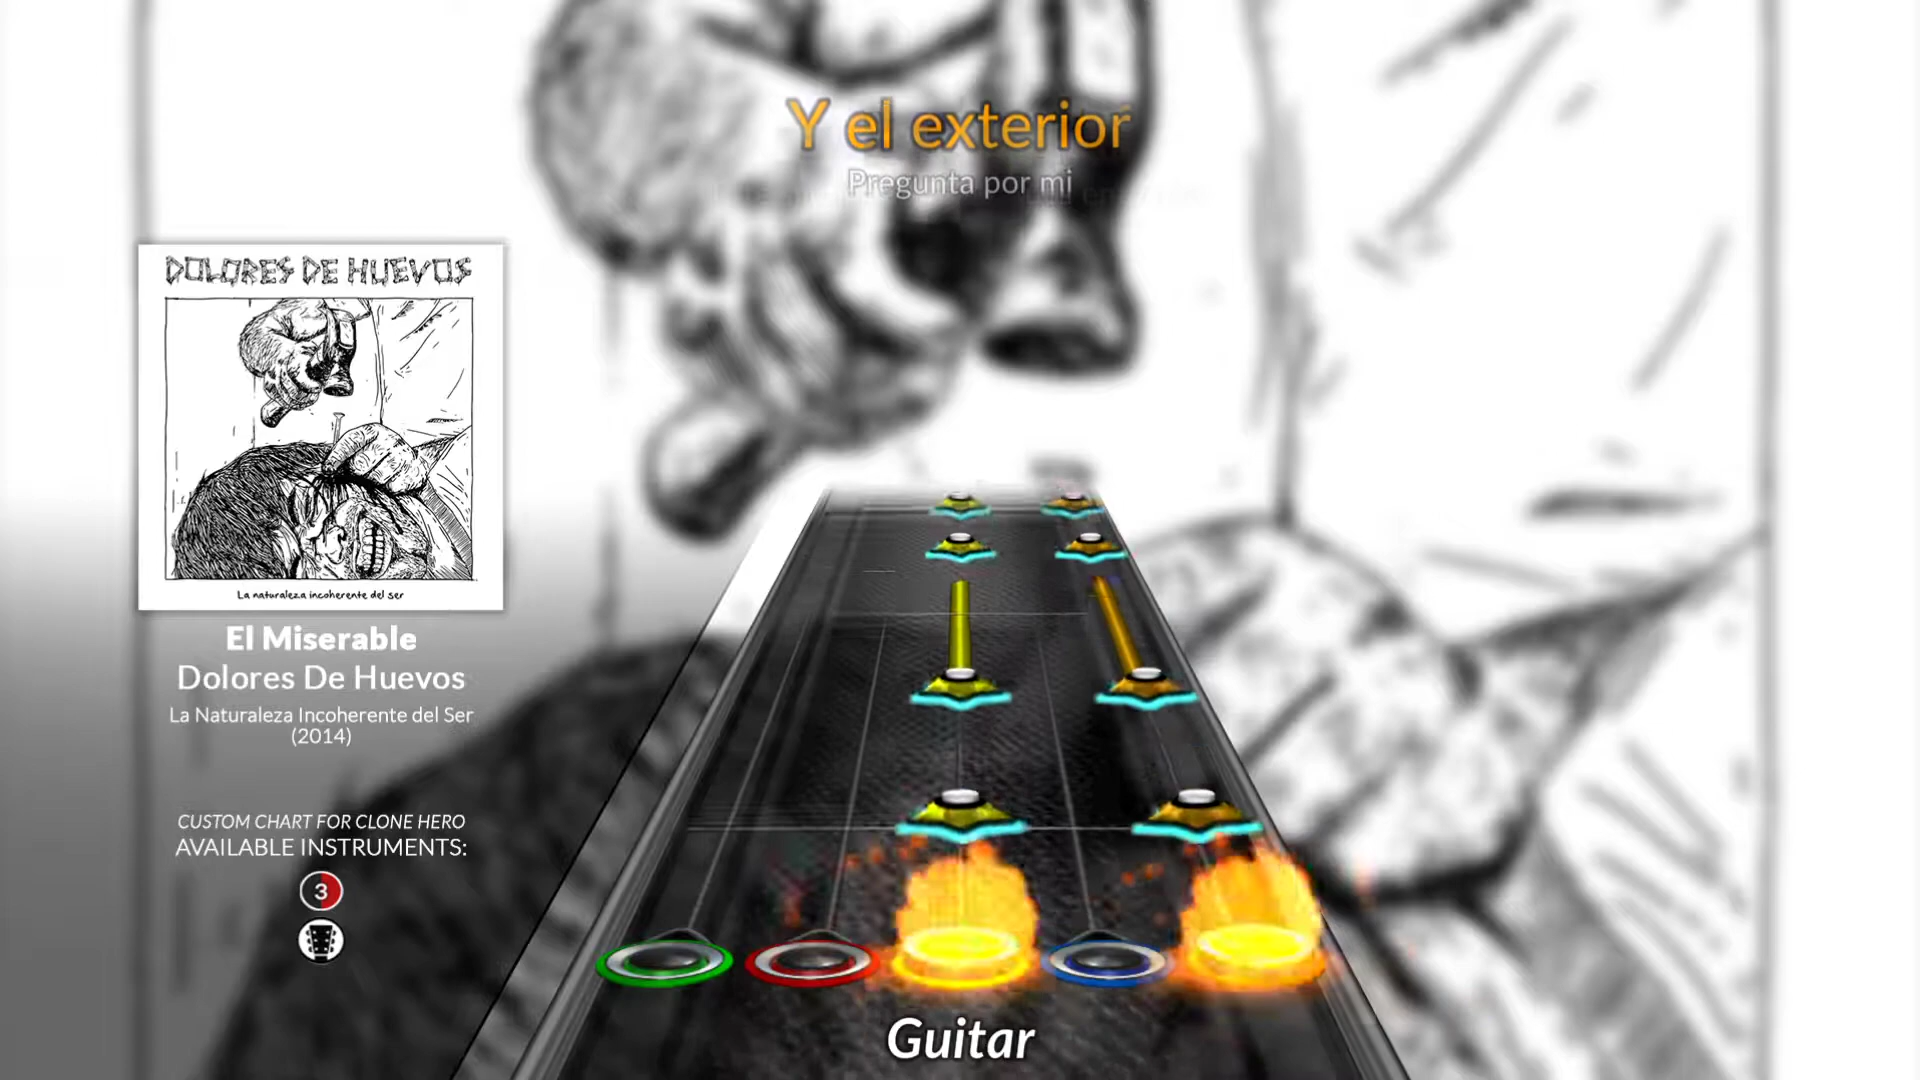 Y el exterior
Pregunta por mi
DOLORES DE HUEVOS
La naturaleza incoherente del ser
El Miserable
Dolores De Huevos
La Naturaleza Incoherente del Ser
(2014)
CUSTOM CHART FOR CLONE HERO
AVAILABLE INSTRUMENTS:
3
Guitar